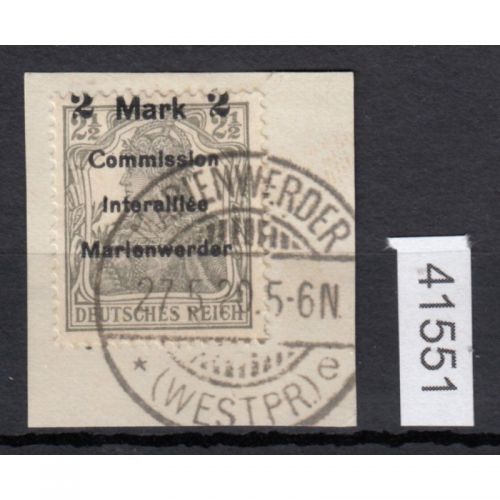 2 Mark 2
2½ 2½
Commission
Interalliée
Marienwerder
DEUTSCHES REICH
MARIENWERDER
27.5.20.5-6N.
* (WESTPR.) e
41551